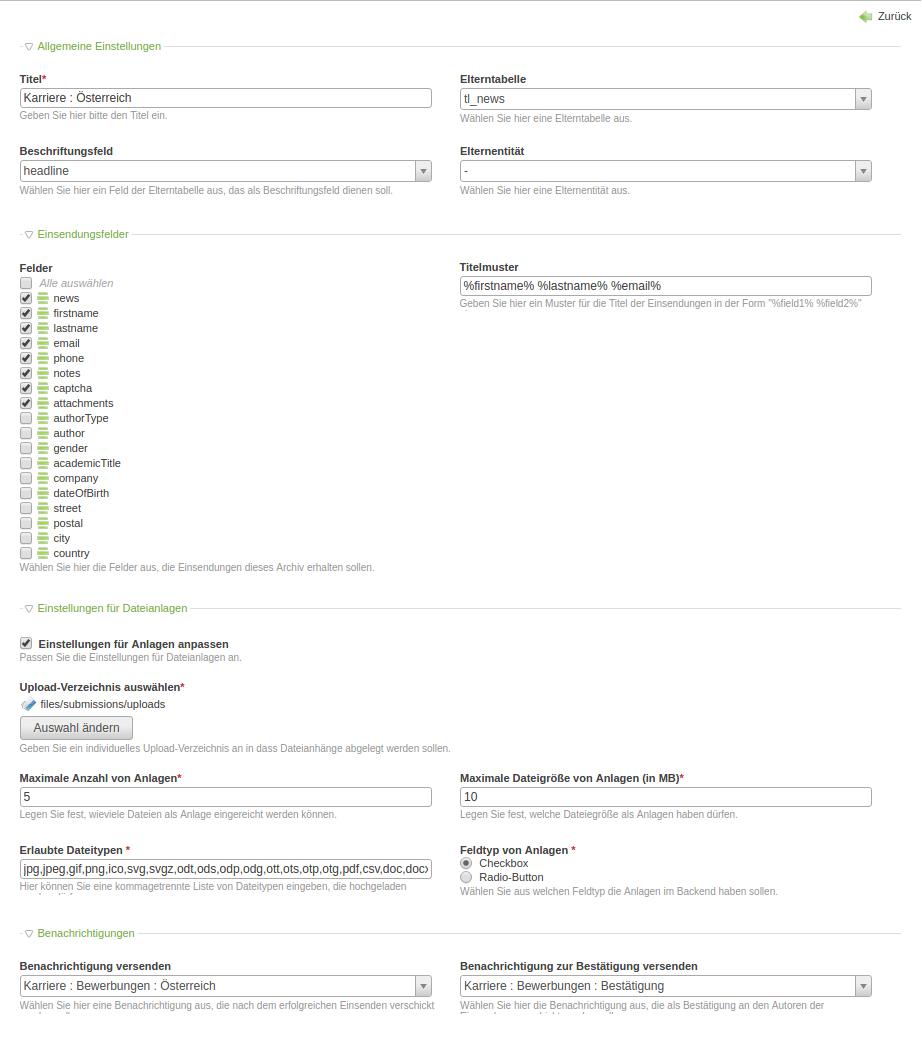 Zurück
Allgemeine Einstellungen
Titel*
Karriere : Österreich
Geben Sie hier bitte den Titel ein.
Elterntabelle
tl_news
Wählen Sie hier eine Elterntabelle aus.
Beschriftungsfeld
headline
Wählen Sie hier ein Feld der Elterntabelle aus, das als Beschriftungsfeld dienen soll.
Elternentität
-
Wählen Sie hier eine Elternentität aus.
Einsendungsfelder
Felder
Alle auswählen
news
firstname
lastname
email
phone
notes
captcha
attachments
authorType
author
gender
academicTitle
company
dateOfBirth
street
postal
city
country
Wählen Sie hier die Felder aus, die Einsendungen dieses Archiv erhalten sollen.
Titelmuster
%firstname% %lastname% %email%
Geben Sie hier ein Muster für die Titel der Einsendungen in der Form "%field1% %field2%"
Einstellungen für Dateianlagen
Einstellungen für Anlagen anpassen
Passen Sie die Einstellungen für Dateianlagen an.
Upload-Verzeichnis auswählen*
files/submissions/uploads
Auswahl ändern
Geben Sie ein individuelles Upload-Verzeichnis an in dass Dateianhänge abgelegt werden sollen.
Maximale Anzahl von Anlagen*
5
Legen Sie fest, wieviele Dateien als Anlage eingereicht werden können.
Maximale Dateigröße von Anlagen (in MB)*
10
Legen Sie fest, welche Dateigröße als Anlagen haben dürfen.
Erlaubte Dateitypen *
jpg,jpeg,gif,png,ico,svg,svgz,odt,ods,odp,odg,ott,ots,otp,otg,pdf,csv,doc,docx
Hier können Sie eine kommagetrennte Liste von Dateitypen eingeben, die hochgeladen
Feldtyp von Anlagen *
Checkbox
Radio-Button
Wählen Sie aus welchen Feldtyp die Anlagen im Backend haben sollen.
Benachrichtigungen
Benachrichtigung versenden
Karriere : Bewerbungen : Österreich
Wählen Sie hier eine Benachrichtigung aus, die nach dem erfolgreichen Einsenden verschickt
Benachrichtigung zur Bestätigung versenden
Karriere : Bewerbungen : Bestätigung
Wählen Sie hier die Benachrichtigung aus, die als Bestätigung an den Autoren der